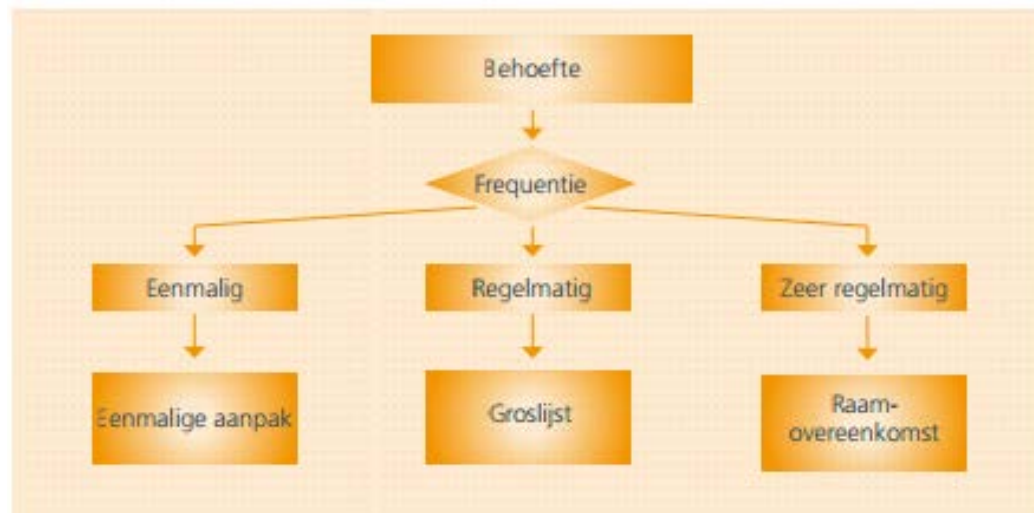 Behoefte
Frequentie
Eenmalig
Regelmatig
Zeer regelmatig
Eenmalige aanpak
Groslijst
Raam-
overeenkomst